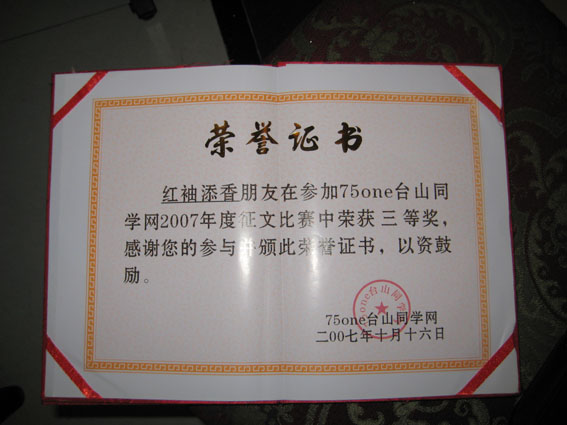 荣誉证书
红袖添香朋友在参加75one台山同
学网2007年度征文比赛中荣获三等奖，
感谢您的参与 颁此荣誉证书，以资鼓
励。
75one台山同学网
二00七年十月十六日